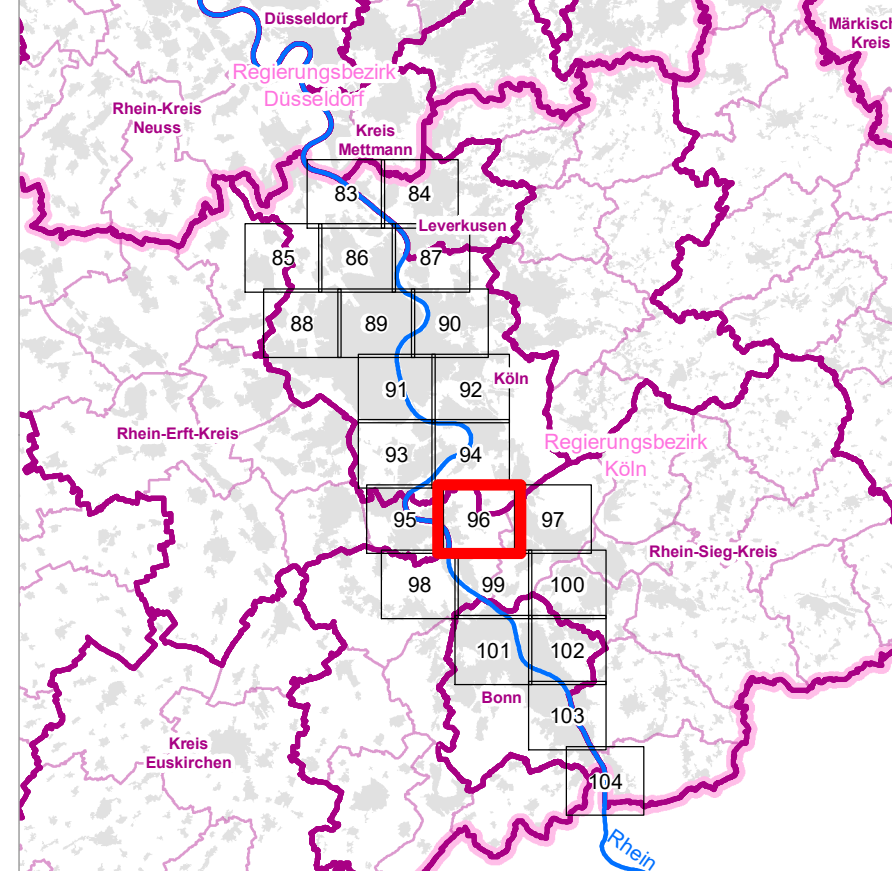 Düsseldorf
Märkisch
Kreis
Regierungsbezirk
Düsseldorf
Rhein-Kreis
Neuss
Kreis
Mettmann
83
84
Leverkusen
85
86
87
88
89
90
91
92
Köln
Rhein-Erft-Kreis
93
94
Regierungsbezirk
Köln
95
96
97
Rhein-Sieg-Kreis
98
99
100
101
102
Bonn
103
Kreis
Euskirchen
104
Rhein